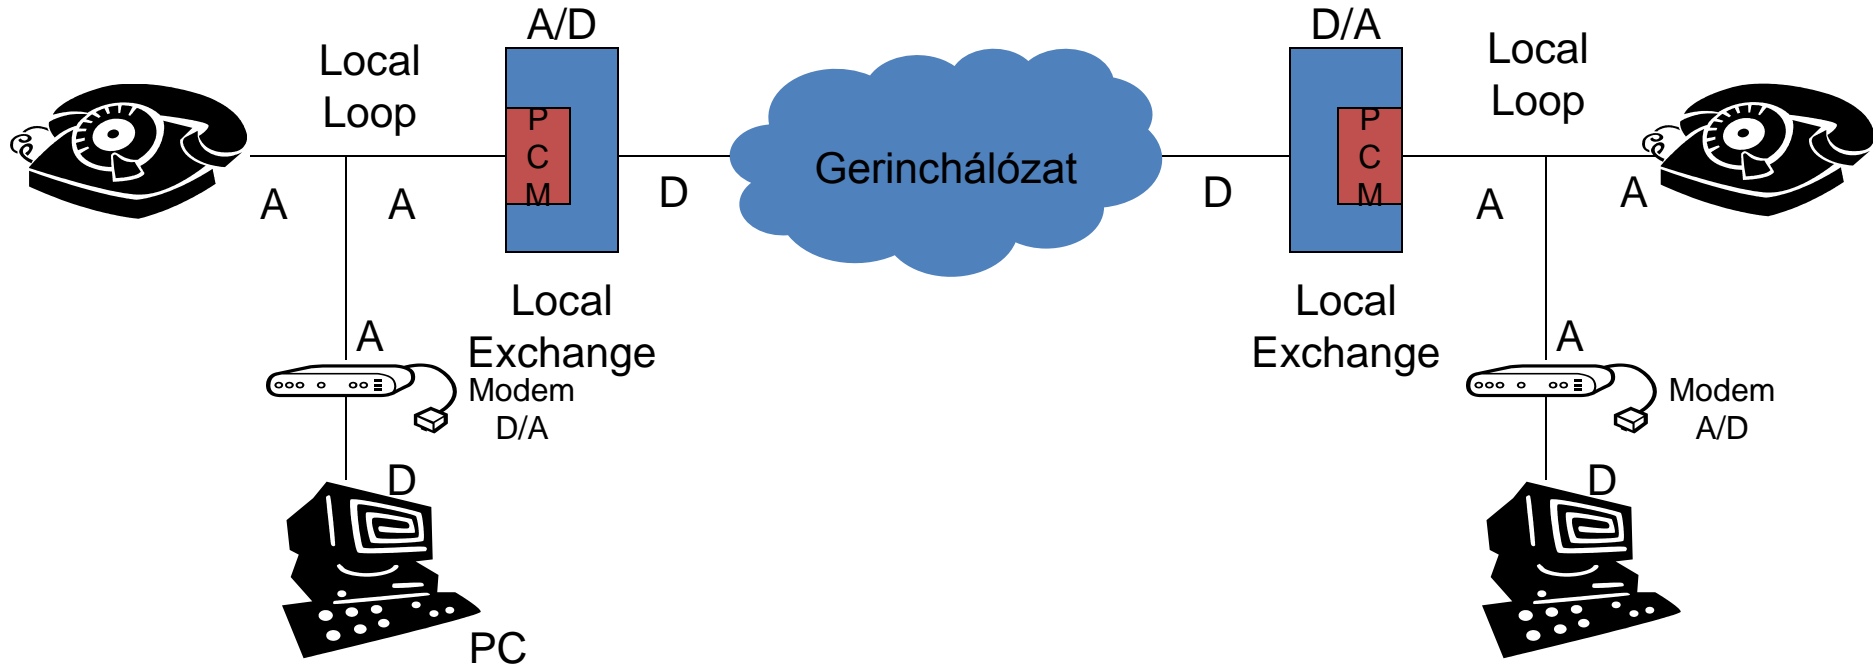 A/D
D/A
Local
Loop
Local
Loop
P
C
M
P
C
M
Gerinchálózat
A
A
D
D
A
A
Local
Exchange
Local
Exchange
A
Modem
D/A
A
Modem
A/D
D
D
PC